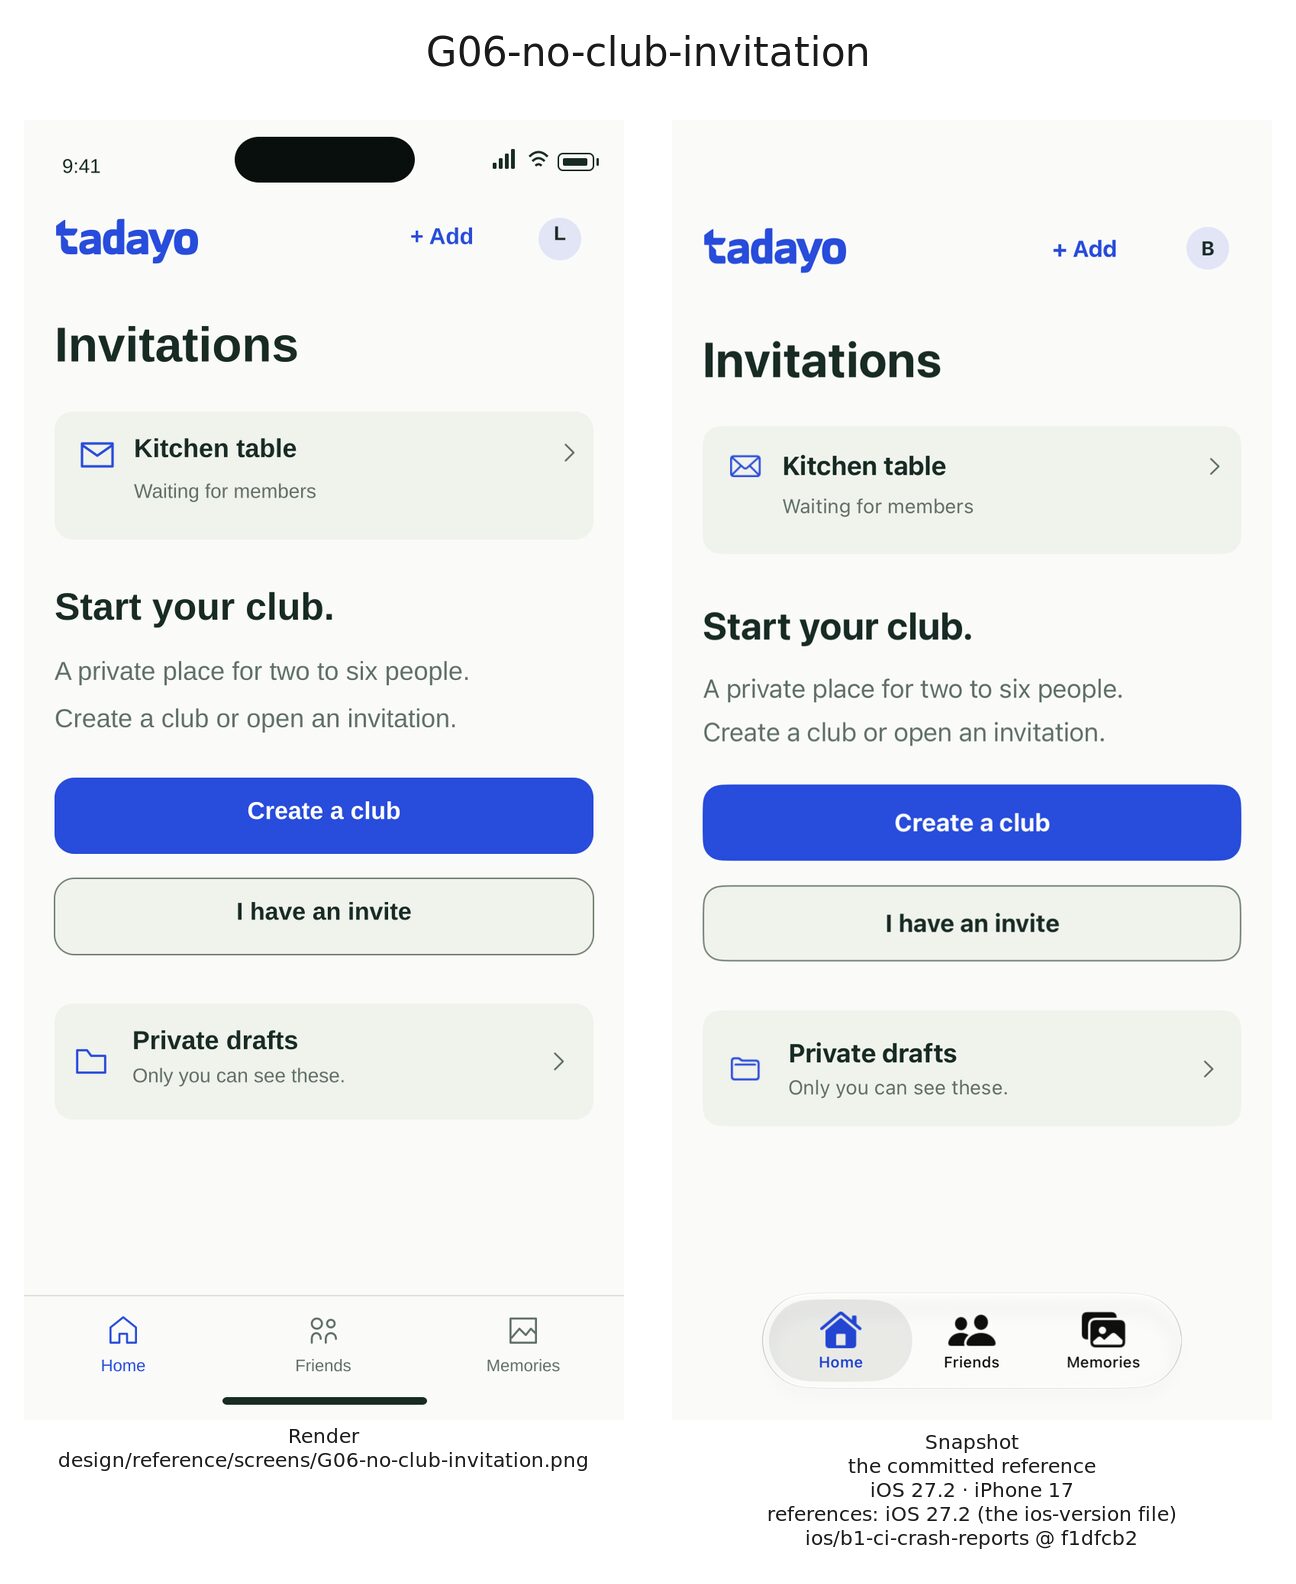 G06-no-club-invitation
9:41
tadayo
+ Add
L
Invitations
Kitchen table
Waiting for members
Start your club.
A private place for two to six people.
Create a club or open an invitation.
Create a club
I have an invite
Private drafts
Only you can see these.
Home
Friends
Memories
Render
design/reference/screens/G06-no-club-invitation.png
tadayo
+ Add
B
Invitations
Kitchen table
Waiting for members
Start your club.
A private place for two to six people.
Create a club or open an invitation.
Create a club
I have an invite
Private drafts
Only you can see these.
Home
Friends
Memories
Snapshot
the committed reference
iOS 27.2 · iPhone 17
references: iOS 27.2 (the ios-version file)
ios/b1-ci-crash-reports @ f1dfcb2